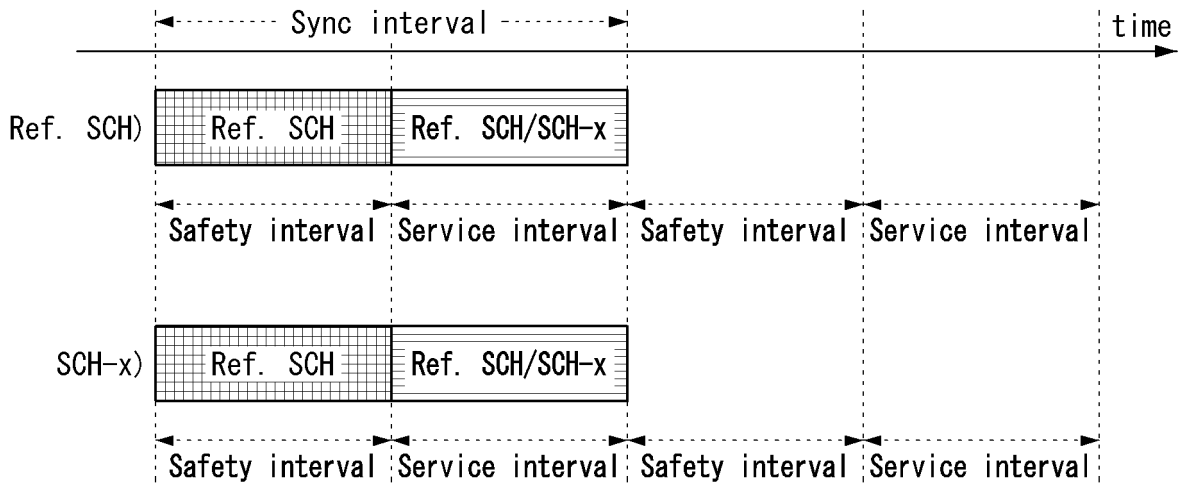 Sync interval
time
Ref. SCH) Ref. SCH Ref. SCH/SCH-x
Safety interval Service interval Safety interval Service interval
SCH-x) Ref. SCH Ref. SCH/SCH-x
Safety interval Service interval Safety interval Service interval